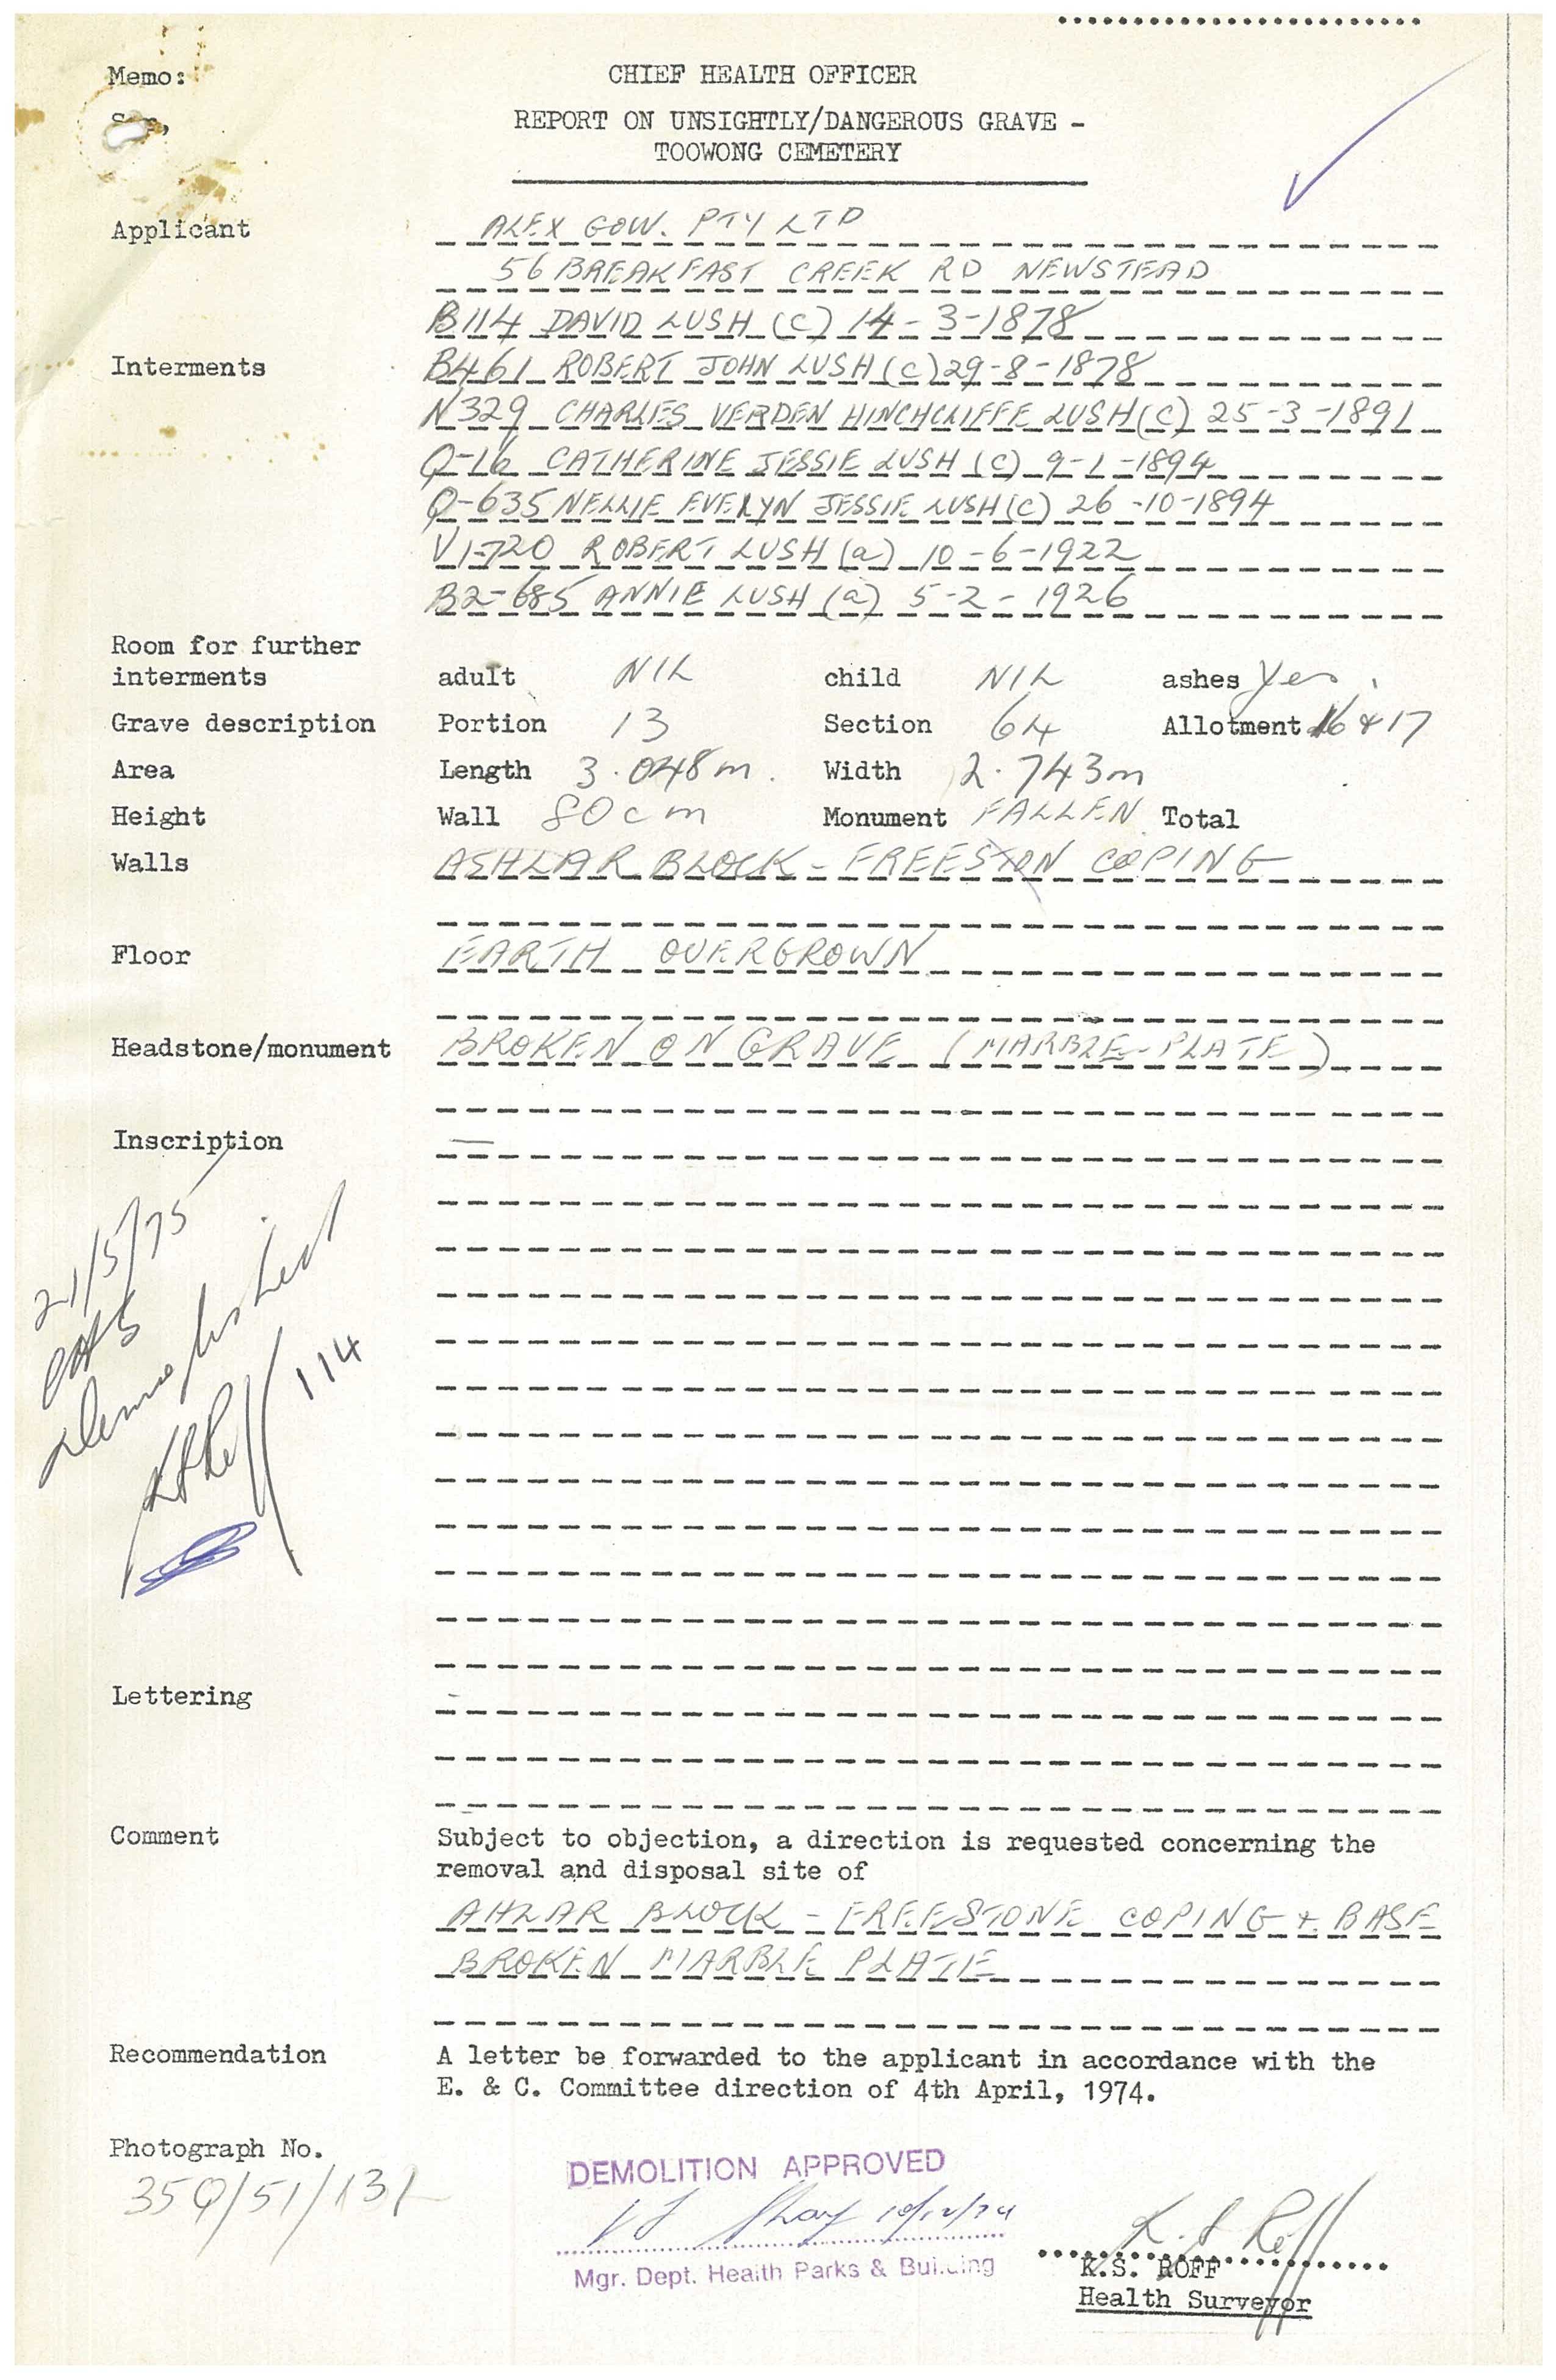 Memo:
CHIEF HEALTH OFFICER
REPORT ON UNSIGHTLY/DANGEROUS GRAVE -
TOOWONG CEMETERY
Applicant ALEX GOW. PTY LTD
56 BREAKFAST CREEK RD NEWSTEAD
B114 DAVID LUSH (C) 14-3-1878
Interments B461 ROBERT JOHN LUSH (C) 29-8-1878
N329 CHARLES VERDEN HINCHCLIFFE LUSH (C) 25-3-1891
Q-16 CATHERINE JESSIE LUSH (C) 9-1-1894
Q-635 NELLIE EVELYN JESSIE LUSH (C) 26-10-1894
V1-720 ROBERT LUSH (a) 10-6-1922
B2-685 ANNIE LUSH (a) 5-2-1926
Room for further
interments adult NIL child NIL ashes Yes.
Grave description Portion 13 Section 64 Allotment 16 & 17
Area Length 3.048m. Width 2.743m
Height Wall 80cm Monument FALLEN Total
Walls ASHLAR BLOCK - FREESTON COPING
Floor EARTH OVERGROWN
Headstone/monument BROKEN ON GRAVE (MARBLE-PLATE)
Inscription —
21/5/75
Demolished
KSRoff 114
Lettering -
Comment Subject to objection, a direction is requested concerning the
removal and disposal site of
AHLAR BLOCK - FREESTONE COPING + BASE
BROKEN MARBLE PLATE
Recommendation A letter be forwarded to the applicant in accordance with the
E. & C. Committee direction of 4th April, 1974.
Photograph No.
35Q/51/131
DEMOLITION APPROVED
10/12/74
Mgr. Dept. Health Parks & Building
K. S Roff
K.S. ROFF
Health Surveyor